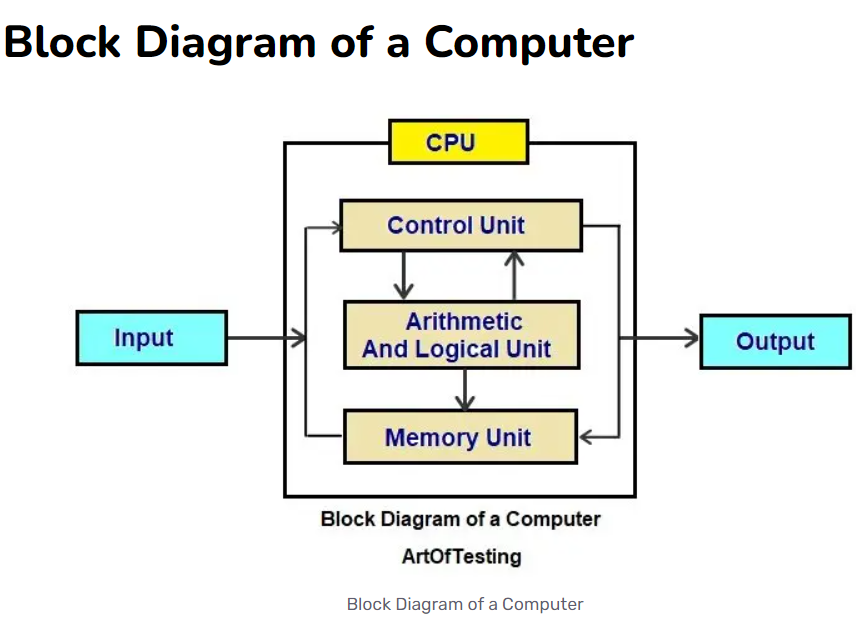 Block Diagram of a Computer
CPU
Control Unit
Arithmetic
And Logical Unit
Input
Output
Memory Unit
Block Diagram of a Computer
ArtOfTesting
Block Diagram of a Computer